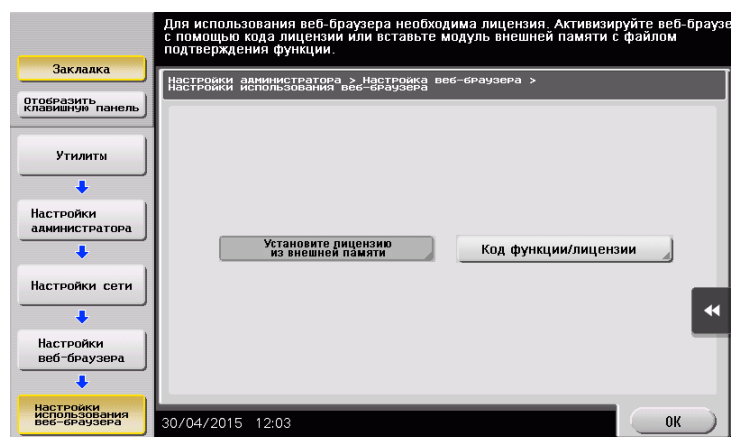 Для использования веб-браузера необходима лицензия. Активизируйте веб-браузе
с помощью кода лицензии или вставьте модуль внешней памяти с файлом
подтверждения функции.
Закладка
Отобразить
клавишную панель
Утилиты
Настройки
администратора
Настройки сети
Настройки
веб-браузера
Настройки
использования
веб-браузера
Настройки администратора > Настройка веб-браузера >
Настройки использования веб-браузера
Установите лицензию
из внешней памяти
Код функции/лицензии
30/04/2015 12:03
ОК